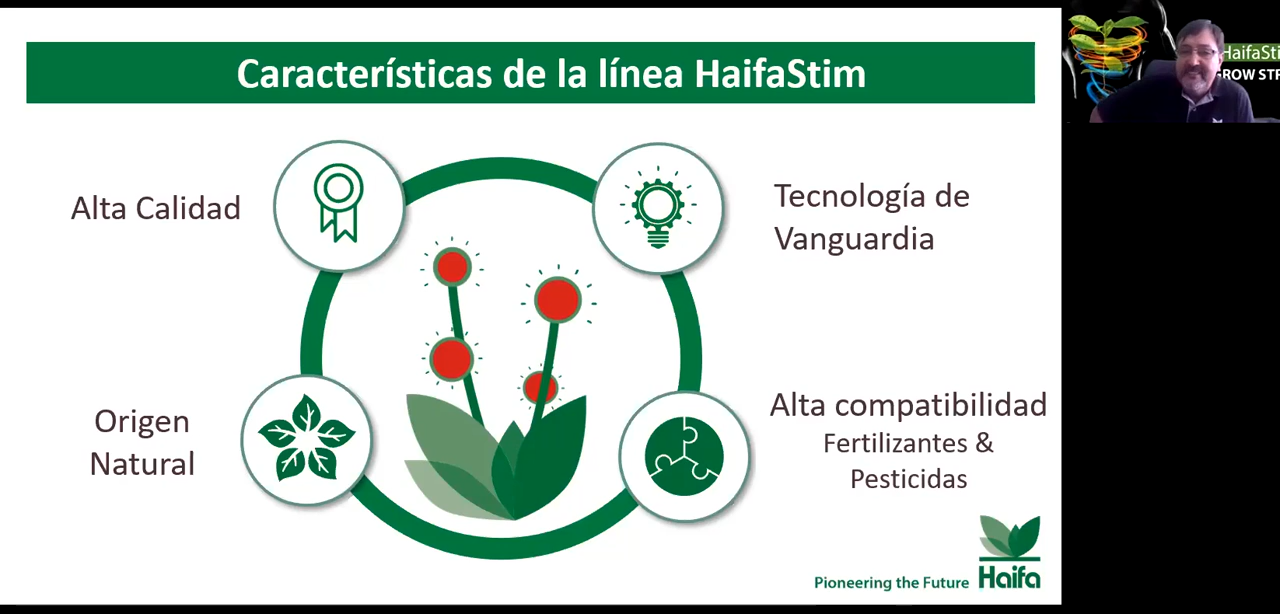 Características de la línea HaifaStim
Alta Calidad
Tecnología de
Vanguardia
Origen
Natural
Alta compatibilidad
Fertilizantes &
Pesticidas
Pioneering the Future
Haifa
HaifaSti
ROW STR